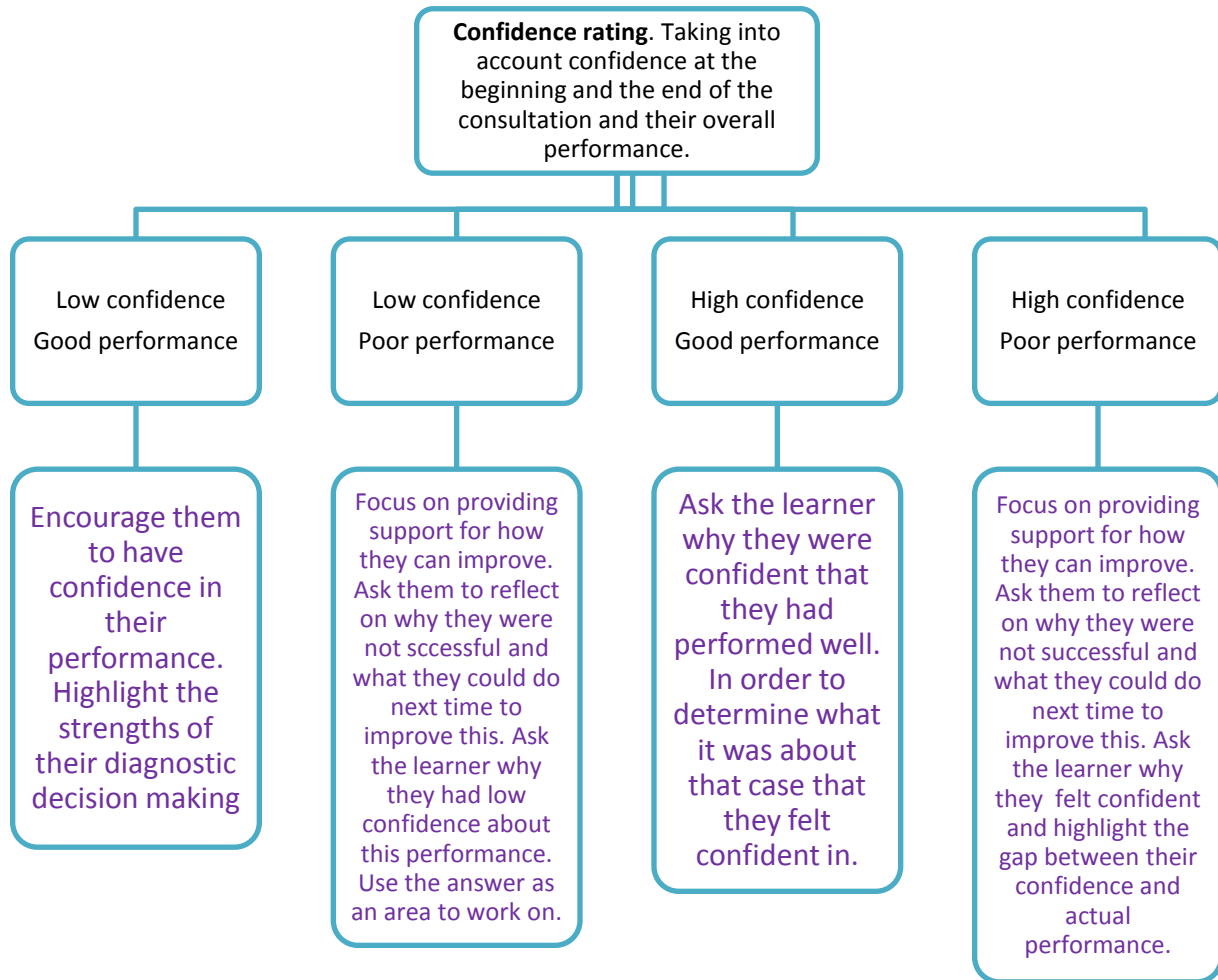 Confidence rating. Taking into
account confidence at the
beginning and the end of the
consultation and their overall
performance.
Low confidence
Good performance
Low confidence
Poor performance
High confidence
Good performance
High confidence
Poor performance
Encourage them
to have
confidence in
their
performance.
Highlight the
strengths of
their diagnostic
decision making
Focus on providing
support for how
they can improve.
Ask them to reflect
on why they were
not sccessful and
what they could do
next time to
improve this. Ask
the learner why
they had low
confidence about
this performance.
Use the answer as
an area to work on.
Ask the learner
why they were
confident that
they had
performed well.
In order to
determine what
it was about
that case that
they felt
confident in.
Focus on providing
support for how
they can improve.
Ask them to reflect
on why they were
not successful and
what they could do
next time to
improve this. Ask
the learner why
they felt confident
and highlight the
gap between their
confidence and
actual
performance.